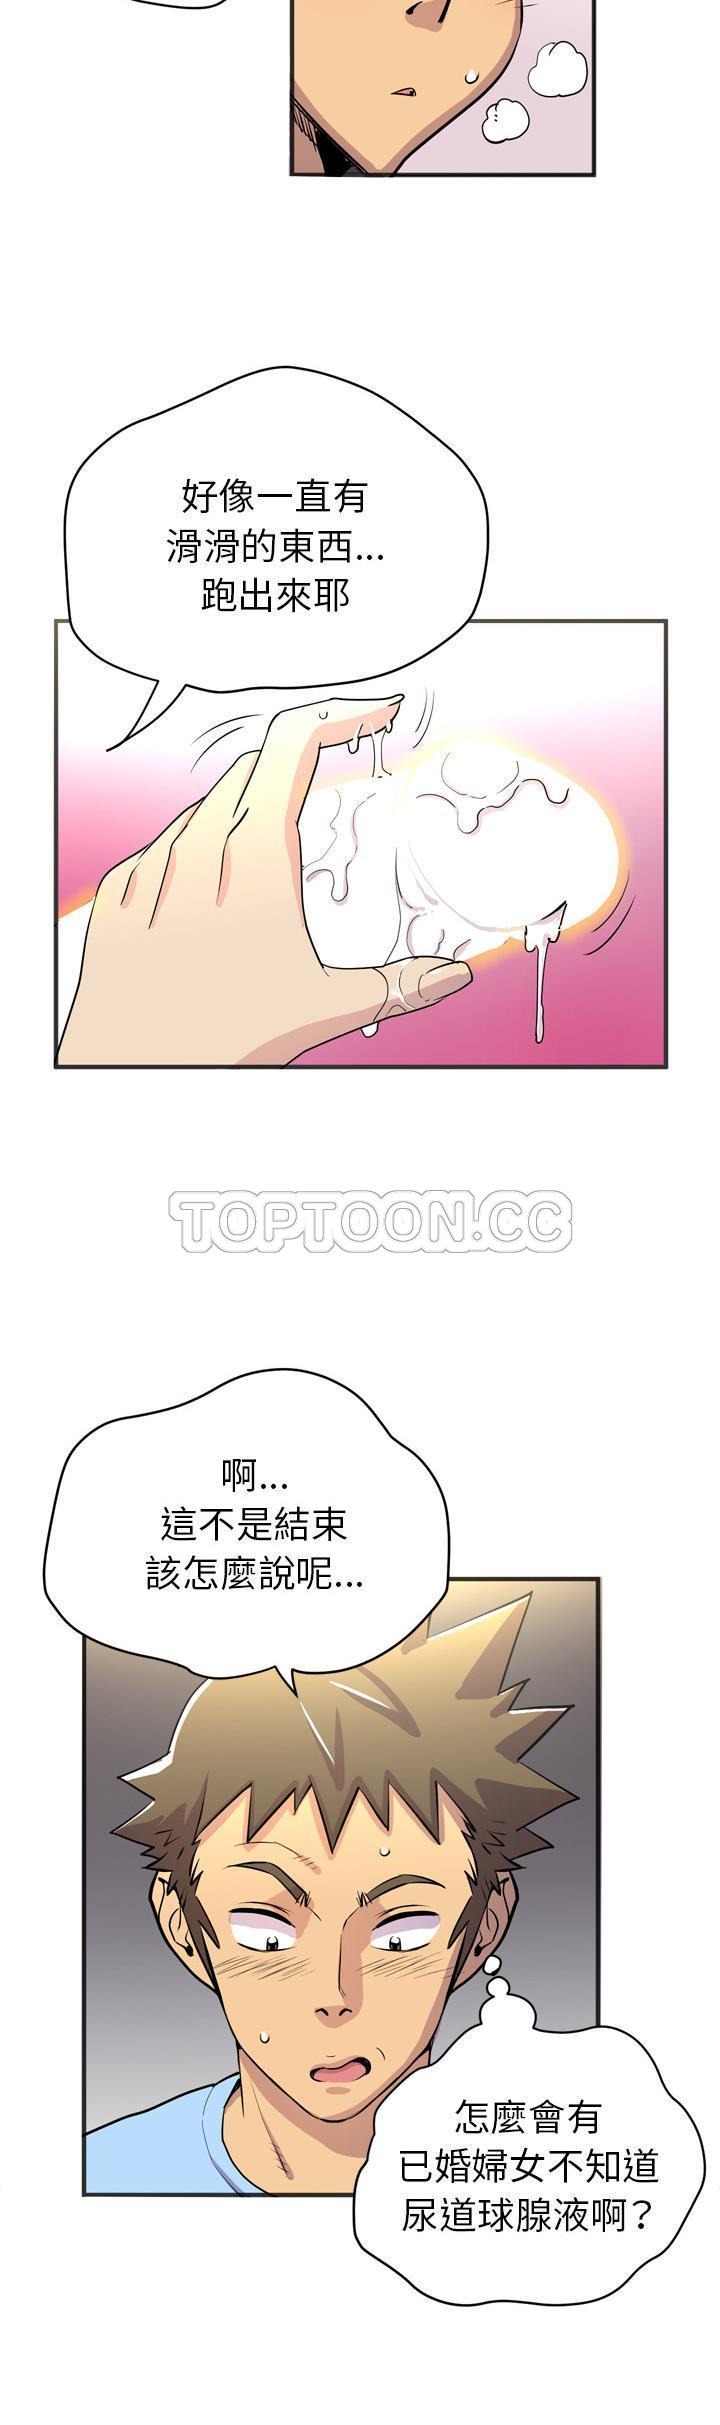 好像一直有
滑滑的東西...
跑出來耶
TOPTOON.CC
啊...
這不是結束
該怎麼說呢...
怎麼會有
已婚婦女不知道
尿道球腺液啊？